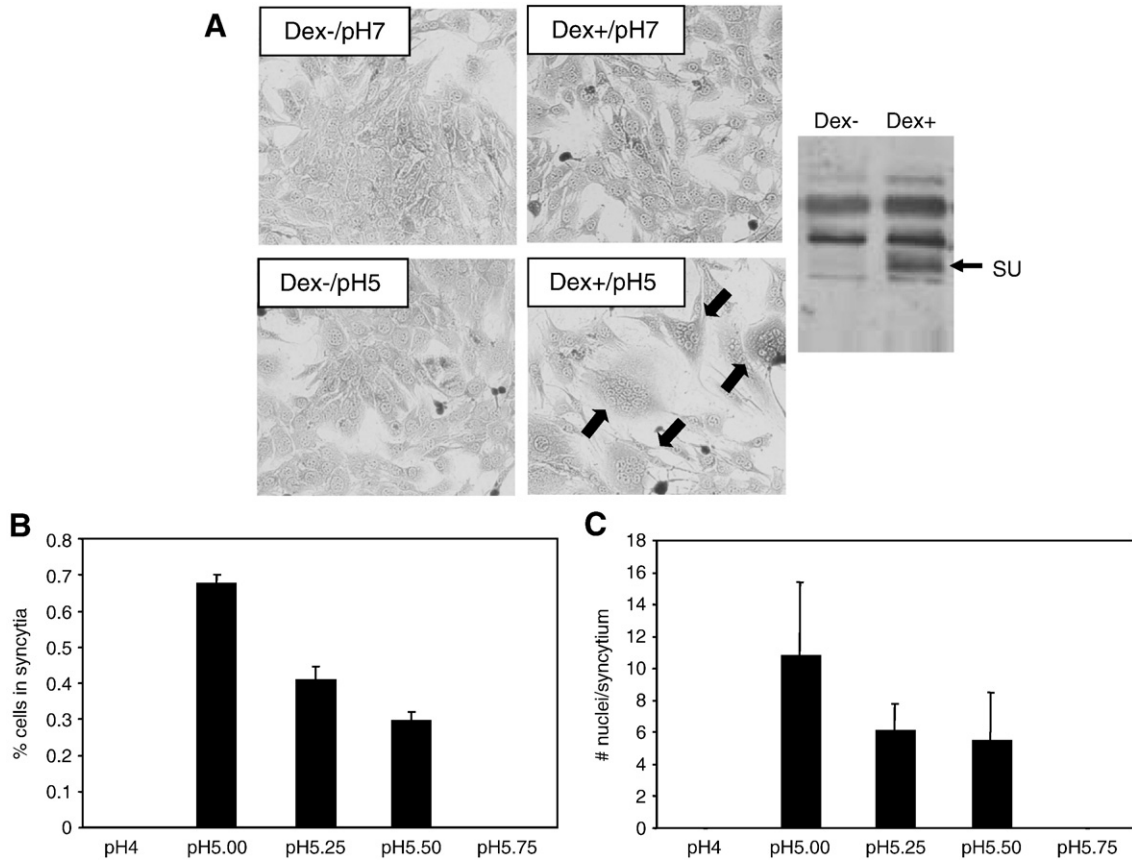 A
Dex-/pH7
Dex+/pH7
Dex- Dex+
SU
Dex-/pH5
Dex+/pH5
B
% cells in syncytia
0.8
0.7
0.6
0.5
0.4
0.3
0.2
0.1
0
pH4 pH5.00 pH5.25 pH5.50 pH5.75
C
# nuclei/syncytium
18
16
14
12
10
8
6
4
2
0
pH4 pH5.00 pH5.25 pH5.50 pH5.75